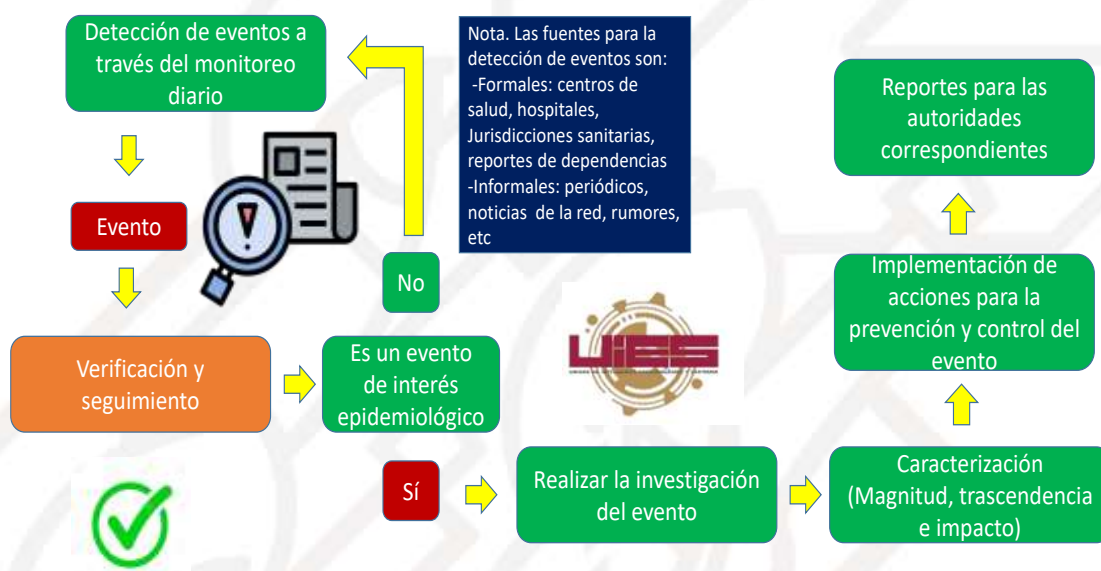 Detección de eventos a
través del monitoreo
diario
Evento
Verificación y
seguimiento
Es un evento
de interés
epidemiológico
No
Nota. Las fuentes para la
detección de eventos son:
-Formales: centros de
salud, hospitales,
Jurisdicciones sanitarias,
reportes de dependencias
-Informales: periódicos,
noticias de la red, rumores,
etc
UIES
Sí
Realizar la investigación
del evento
Caracterización
(Magnitud, trascendencia
e impacto)
Implementación de
acciones para la
prevención y control del
evento
Reportes para las
autoridades
correspondientes